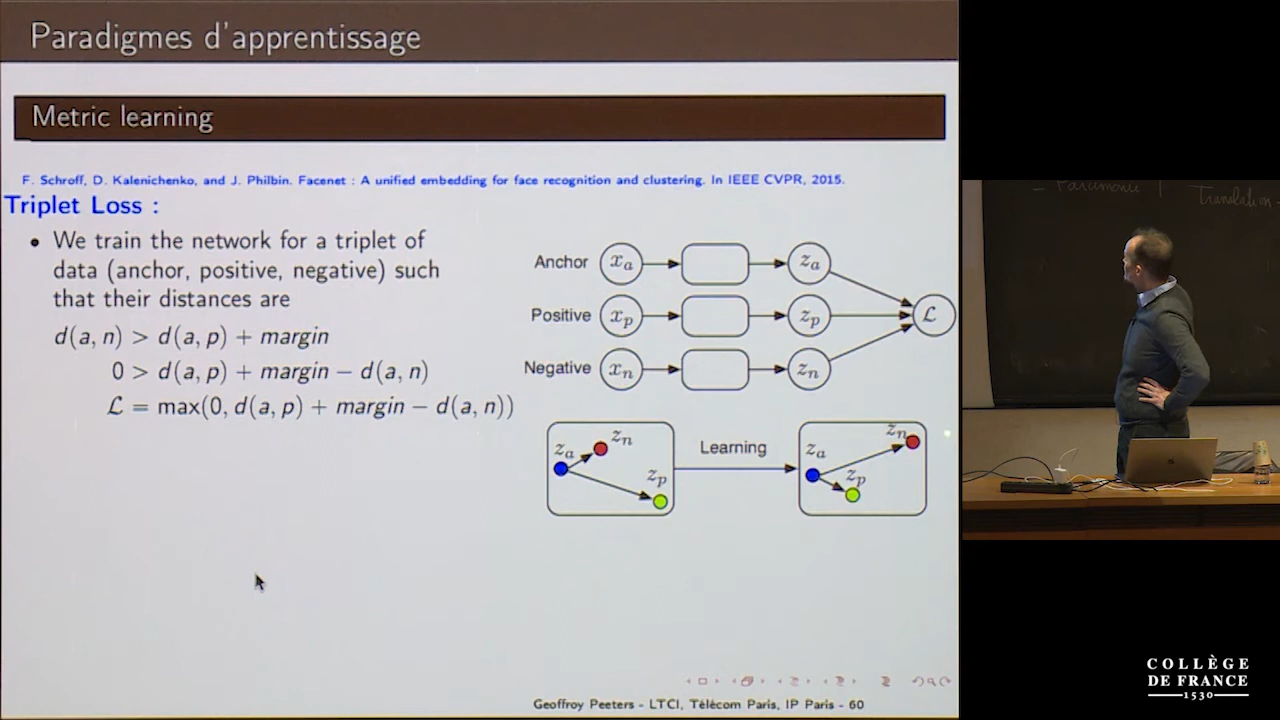 Paradigmes d'apprentissage
Metric learning
F. Schroff, D. Kalenichenko, and J. Philbin. Facenet : A unified embedding for face recognition and clustering. In IEEE CVPR, 2015.
Triplet Loss :
• We train the network for a triplet of
data (anchor, positive, negative) such
that their distances are
d(a, n) > d(a, p) + margin
0 > d(a, p) + margin − d(a, n)
ℒ = max(0, d(a, p) + margin − d(a, n))
Anchor x_a z_a
Positive x_p z_p ℒ
Negative x_n z_n
z_a z_n z_p
Learning
z_a z_n z_p
Geoffroy Peeters - LTCI, Télécom Paris, IP Paris - 60
– Parcimonie |
Translation -
COLLÈGE
DE FRANCE
1530